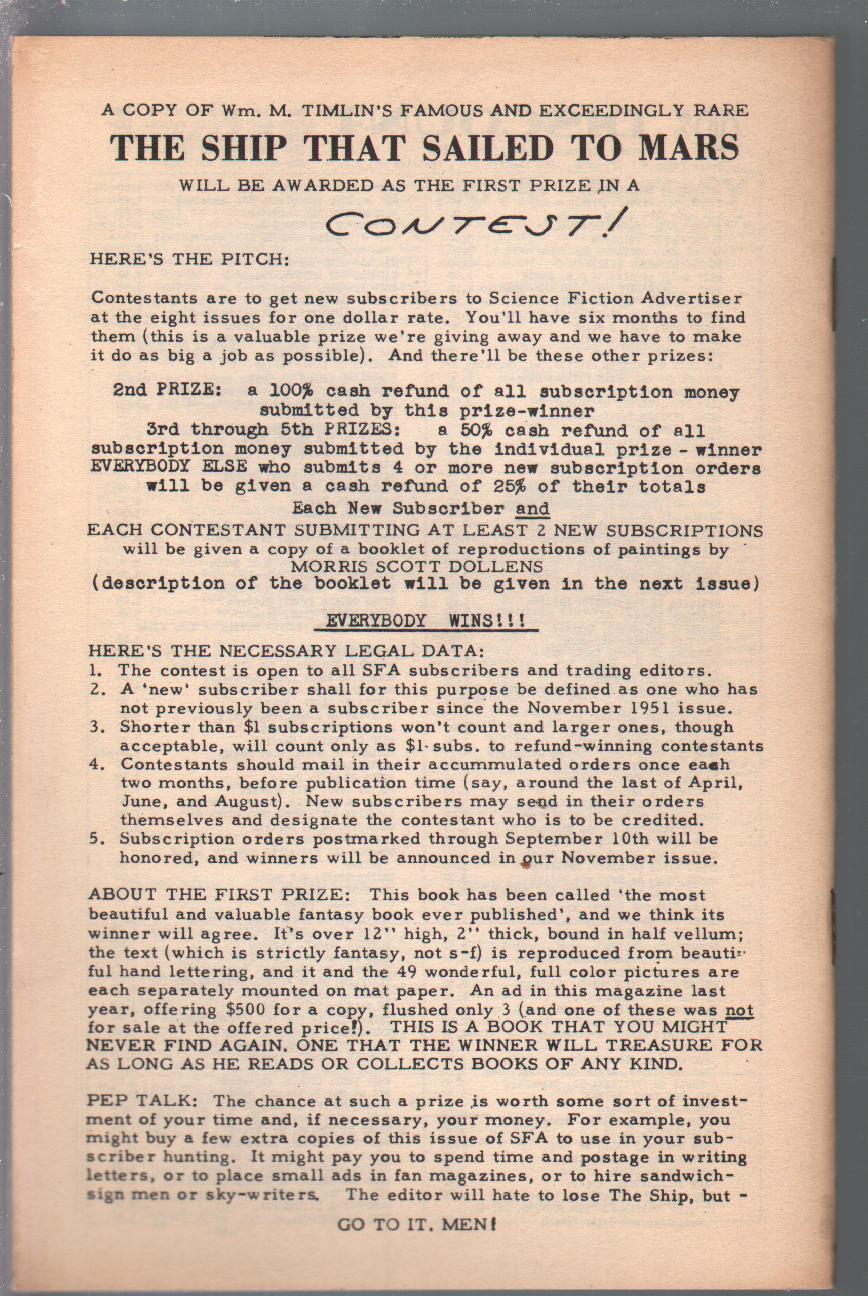 A COPY OF Wm. M. TIMLIN'S FAMOUS AND EXCEEDINGLY RARE
THE SHIP THAT SAILED TO MARS
WILL BE AWARDED AS THE FIRST PRIZE IN A
CONTEST!
HERE'S THE PITCH:
Contestants are to get new subscribers to Science Fiction Advertiser
at the eight issues for one dollar rate. You'll have six months to find
them (this is a valuable prize we're giving away and we have to make
it do as big a job as possible). And there'll be these other prizes:
2nd PRIZE: a 100% cash refund of all subscription money
submitted by this prize-winner
3rd through 5th PRIZES: a 50% cash refund of all
subscription money submitted by the individual prize - winner
EVERYBODY ELSE who submits 4 or more new subscription orders
will be given a cash refund of 25% of their totals
Each New Subscriber and
EACH CONTESTANT SUBMITTING AT LEAST 2 NEW SUBSCRIPTIONS
will be given a copy of a booklet of reproductions of paintings by
MORRIS SCOTT DOLLENS
(description of the booklet will be given in the next issue)
EVERYBODY WINS!!!
HERE'S THE NECESSARY LEGAL DATA:
1. The contest is open to all SFA subscribers and trading editors.
2. A 'new' subscriber shall for this purpose be defined as one who has
not previously been a subscriber since the November 1951 issue.
3. Shorter than $1 subscriptions won't count and larger ones, though
acceptable, will count only as $1 subs. to refund-winning contestants
4. Contestants should mail in their accummulated orders once each
two months, before publication time (say, around the last of April,
June, and August). New subscribers may send in their orders
themselves and designate the contestant who is to be credited.
5. Subscription orders postmarked through September 10th will be
honored, and winners will be announced in our November issue.
ABOUT THE FIRST PRIZE: This book has been called 'the most
beautiful and valuable fantasy book ever published', and we think its
winner will agree. It's over 12" high, 2" thick, bound in half vellum;
the text (which is strictly fantasy, not s-f) is reproduced from beauti-
ful hand lettering, and it and the 49 wonderful, full color pictures are
each separately mounted on mat paper. An ad in this magazine last
year, offering $500 for a copy, flushed only 3 (and one of these was not
for sale at the offered price!). THIS IS A BOOK THAT YOU MIGHT
NEVER FIND AGAIN, ONE THAT THE WINNER WILL TREASURE FOR
AS LONG AS HE READS OR COLLECTS BOOKS OF ANY KIND.
PEP TALK: The chance at such a prize is worth some sort of invest-
ment of your time and, if necessary, your money. For example, you
might buy a few extra copies of this issue of SFA to use in your sub-
scriber hunting. It might pay you to spend time and postage in writing
letters, or to place small ads in fan magazines, or to hire sandwich-
sign men or sky-writers. The editor will hate to lose The Ship, but -
GO TO IT, MEN!